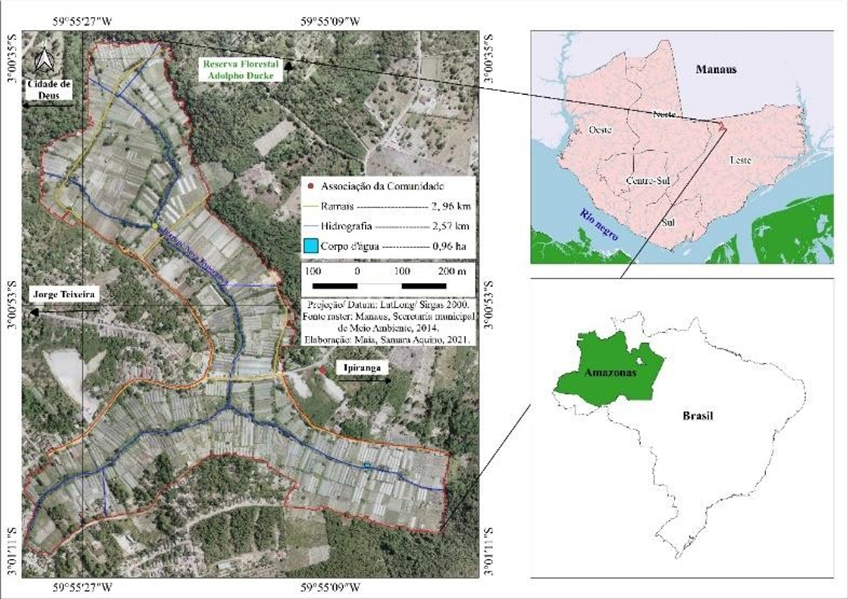 59°55'27"W
59°55'09"W
3°00'35"S
3°00'35"S
Cidade de
Deus
Reserva Florestal
Adolpho Ducke
Associação da Comunidade
Ramais ---------------- 2,96 km
Hidrografia ---------------- 2,57 km
Corpo d'água ---------------- 0,96 ha
100 0 100 200 m
Projeção/ Datum: LatLong/ Sirgas 2000.
Fonte raster: Manaus, Secretaria municipal
de Meio Ambiente, 2014.
Elaboração: Maia, Samara Aquino, 2021.
3°00'53"S
3°00'53"S
Jorge Teixeira
Ipiranga
3°01'11"S
3°01'11"S
59°55'27"W
59°55'09"W
Manaus
Norte
Oeste
Leste
Centro-Sul
Sul
Rio negro
Amazonas
Brasil